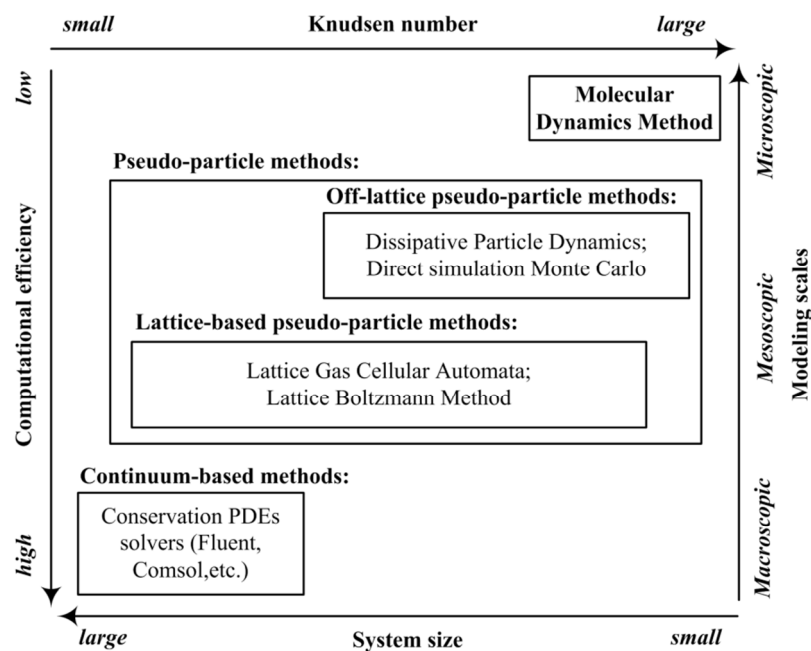 small Knudsen number large
low
Microscopic
Molecular
Dynamics Method
Pseudo-particle methods:
Off-lattice pseudo-particle methods:
Dissipative Particle Dynamics;
Direct simulation Monte Carlo
Computational efficiency
Mesoscopic
Modeling scales
Lattice-based pseudo-particle methods:
Lattice Gas Cellular Automata;
Lattice Boltzmann Method
Continuum-based methods:
Conservation PDEs
solvers (Fluent,
Comsol,etc.)
high
Macroscopic
large System size small